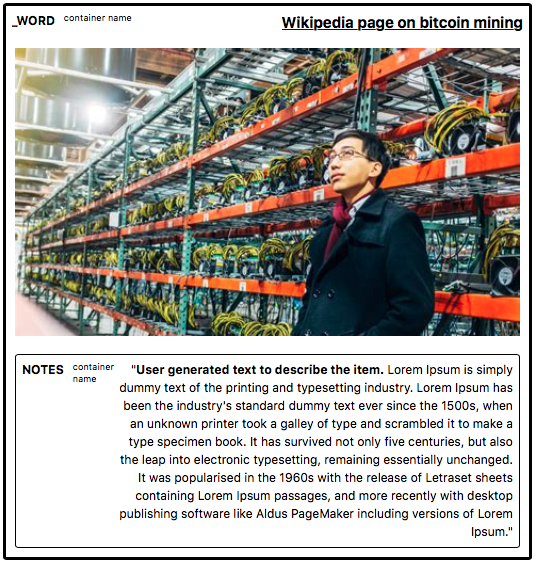 _WORD container name Wikipedia page on bitcoin mining
NOTES container name
"User generated text to describe the item. Lorem Ipsum is simply
dummy text of the printing and typesetting industry. Lorem Ipsum has
been the industry's standard dummy text ever since the 1500s, when
an unknown printer took a galley of type and scrambled it to make a
type specimen book. It has survived not only five centuries, but also
the leap into electronic typesetting, remaining essentially unchanged.
It was popularised in the 1960s with the release of Letraset sheets
containing Lorem Ipsum passages, and more recently with desktop
publishing software like Aldus PageMaker including versions of Lorem
Ipsum."